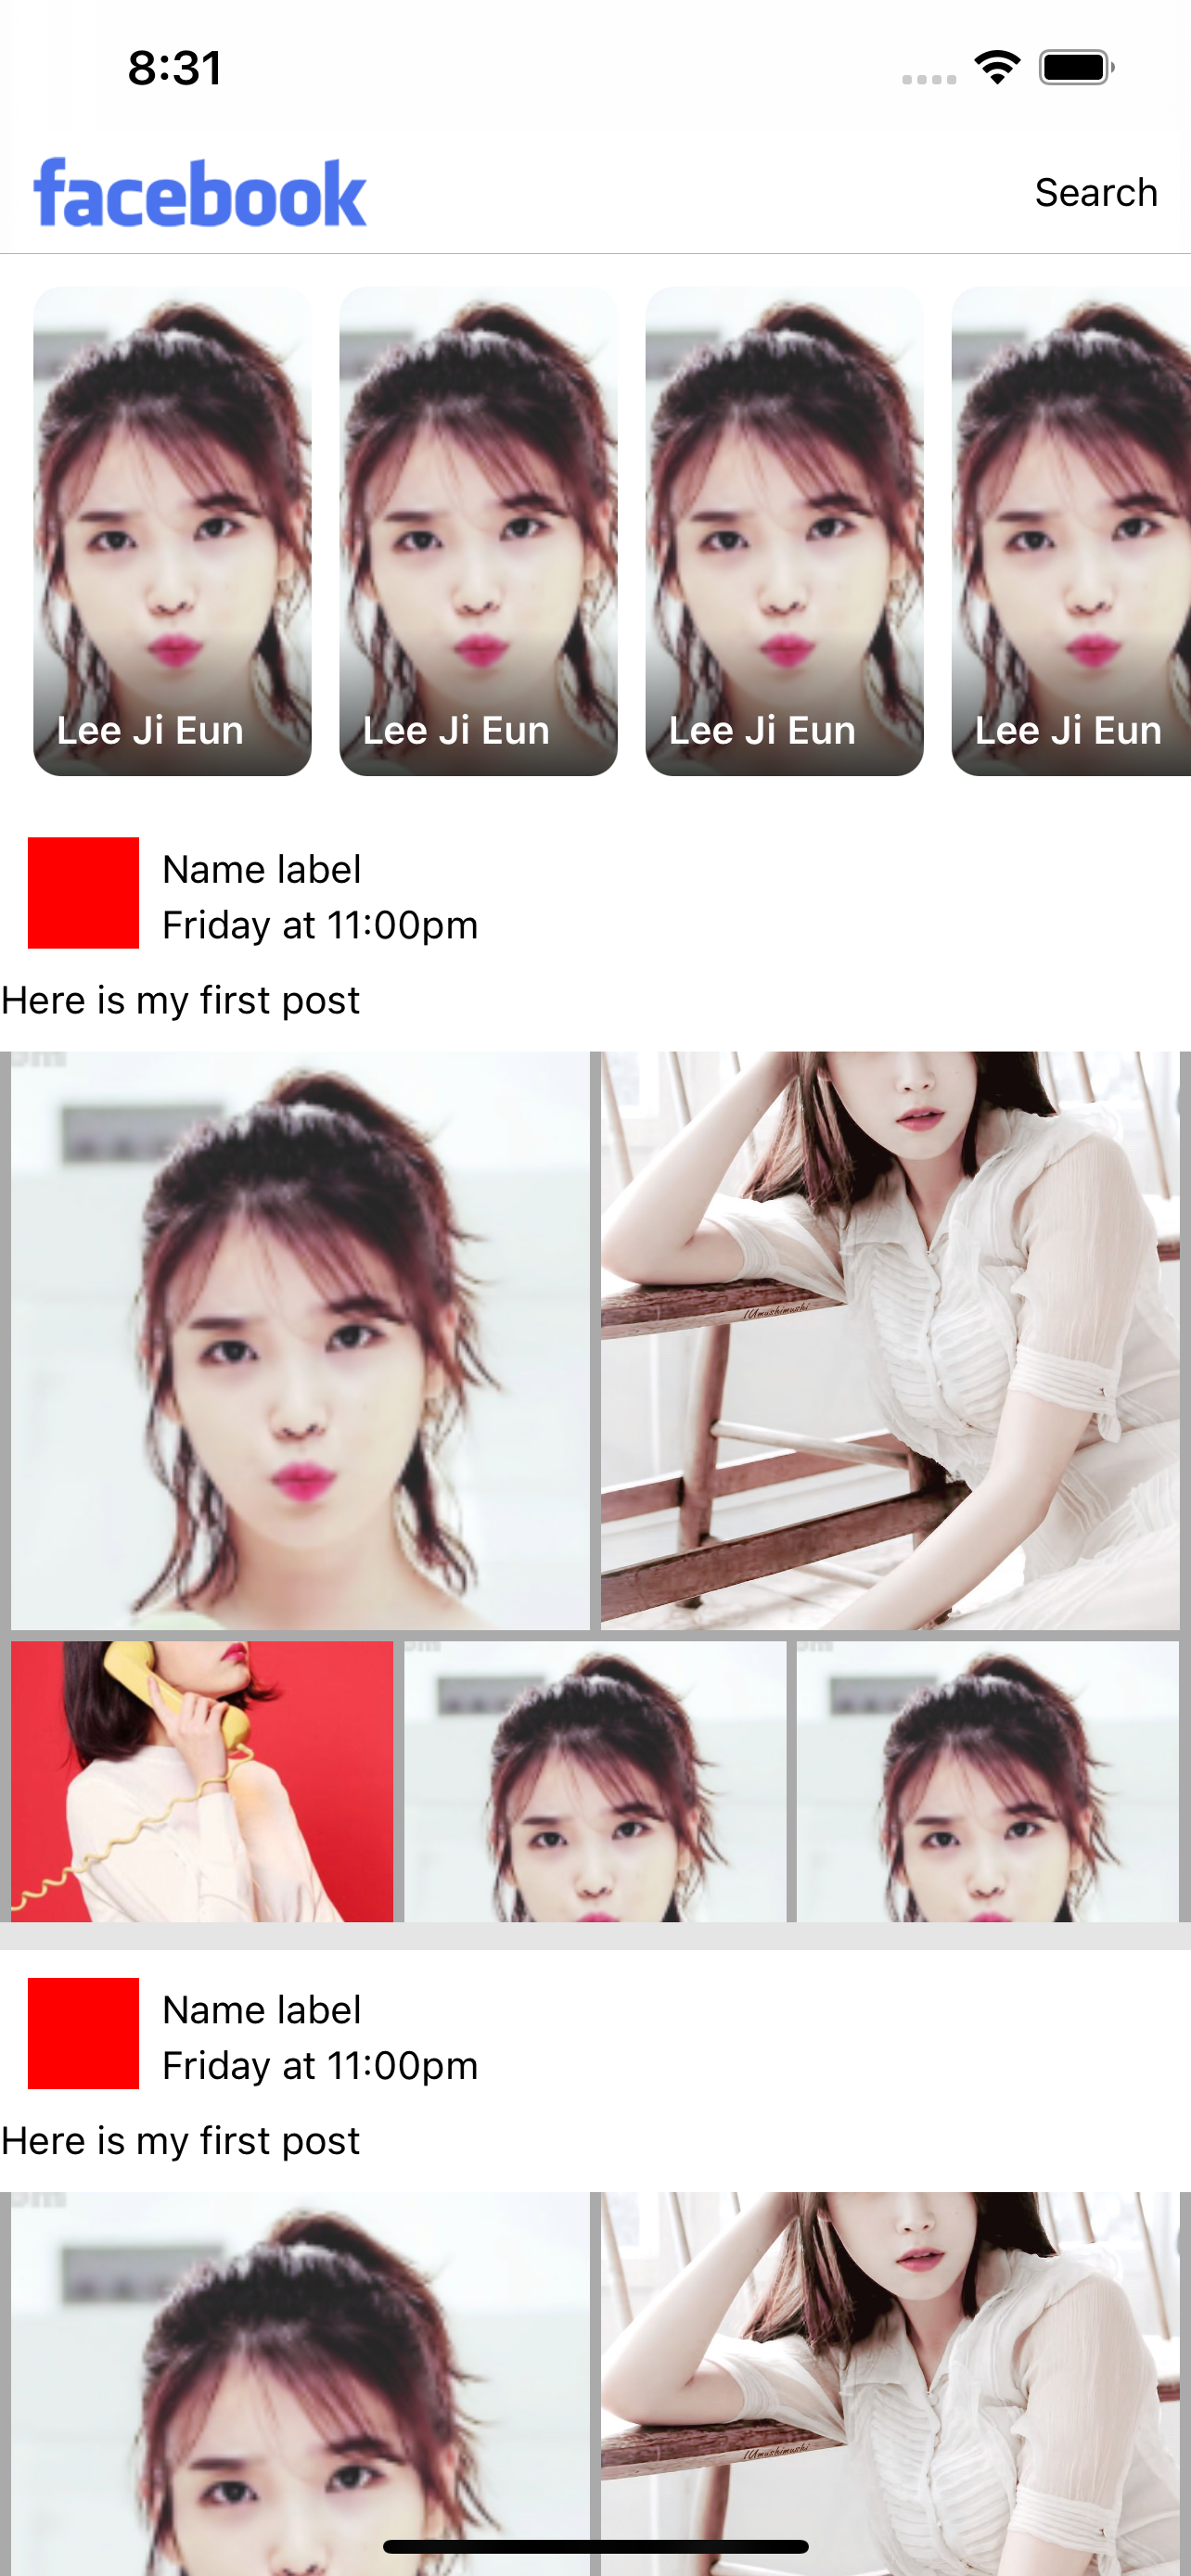 8:31
facebook
Search
Lee Ji Eun
Lee Ji Eun
Lee Ji Eun
Lee Ji Eun
Name label
Friday at 11:00pm
Here is my first post
IUmushimushi
Name label
Friday at 11:00pm
Here is my first post
IUmushimushi